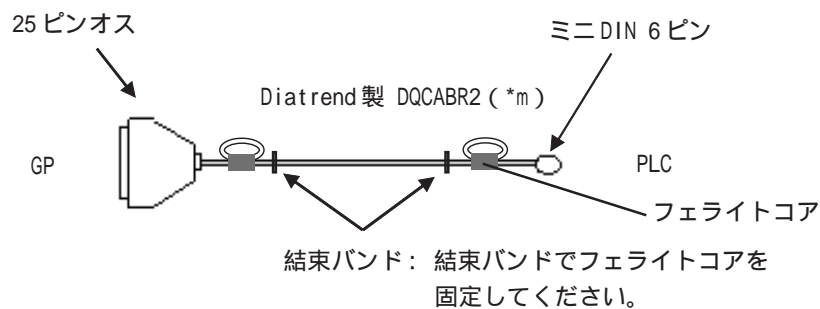 25 ピンオス
ミニ DIN 6 ピン
Diatrend 製 DQCABR2 ( *m )
GP
PLC
フェライトコア
結束バンド : 結束バンドでフェライトコアを
固定してください。